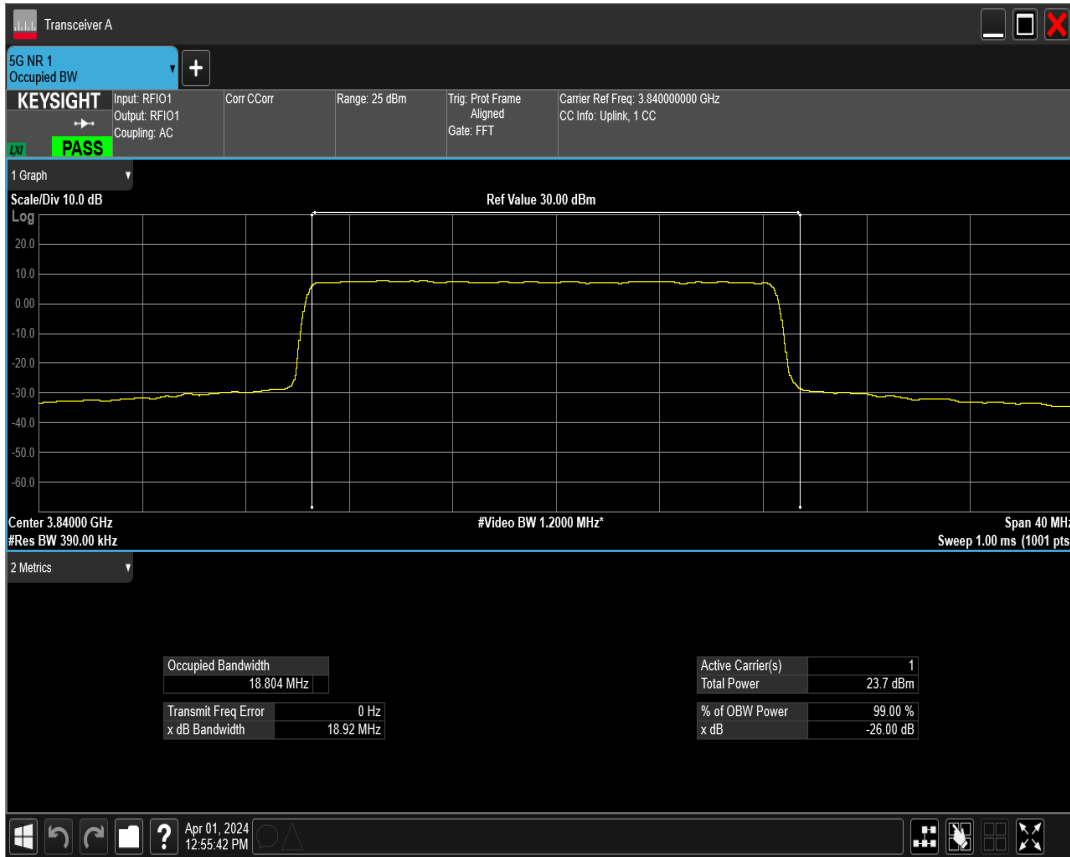 Transceiver A
5G NR 1
Occupied BW
KEYSIGHT
LXI
PASS
Input: RFIO1
Output: RFIO1
Coupling: AC
Corr CCorr
Range: 25 dBm
Trig: Prot Frame
Aligned
Gate: FFT
Carrier Ref Freq: 3.840000000 GHz
CC Info: Uplink, 1 CC
1 Graph
Scale/Div 10.0 dB
Ref Value 30.00 dBm
Log
20.0
10.0
0.00
-10.0
-20.0
-30.0
-40.0
-50.0
-60.0
Center 3.84000 GHz
#Video BW 1.2000 MHz*
Span 40 MHz
#Res BW 390.00 kHz
Sweep 1.00 ms (1001 pts
2 Metrics
Occupied Bandwidth
18.804 MHz
Transmit Freq Error 0 Hz
x dB Bandwidth 18.92 MHz
Active Carrier(s) 1
Total Power 23.7 dBm
% of OBW Power 99.00 %
x dB -26.00 dB
?
Apr 01, 2024
12:55:42 PM